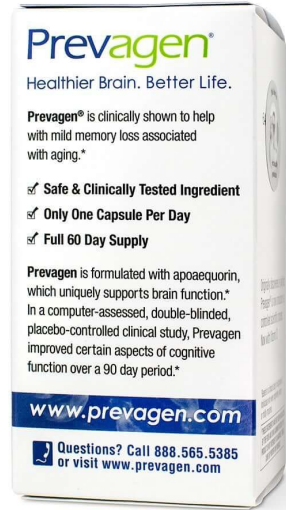 Prevagen®
Healthier Brain. Better Life.
Prevagen® is clinically shown to help
with mild memory loss associated
with aging.*
Safe & Clinically Tested Ingredient
Only One Capsule Per Day
Full 60 Day Supply
Prevagen is formulated with apoaequorin,
which uniquely supports brain function.*
In a computer-assessed, double-blinded,
placebo-controlled clinical study, Prevagen
improved certain aspects of cognitive
function over a 90 day period.*
www.prevagen.com
Questions? Call 888.565.5385
or visit www.prevagen.com